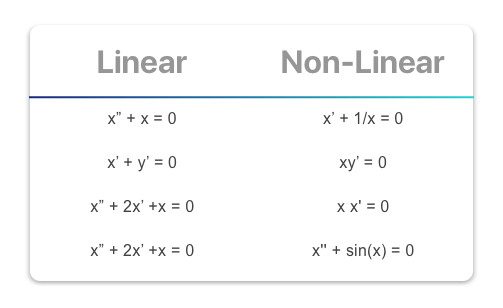 Linear Non-Linear
x” + x = 0 x’ + 1/x = 0
x’ + y’ = 0 xy’ = 0
x” + 2x’ +x = 0 x x' = 0
x” + 2x’ +x = 0 x'' + sin(x) = 0